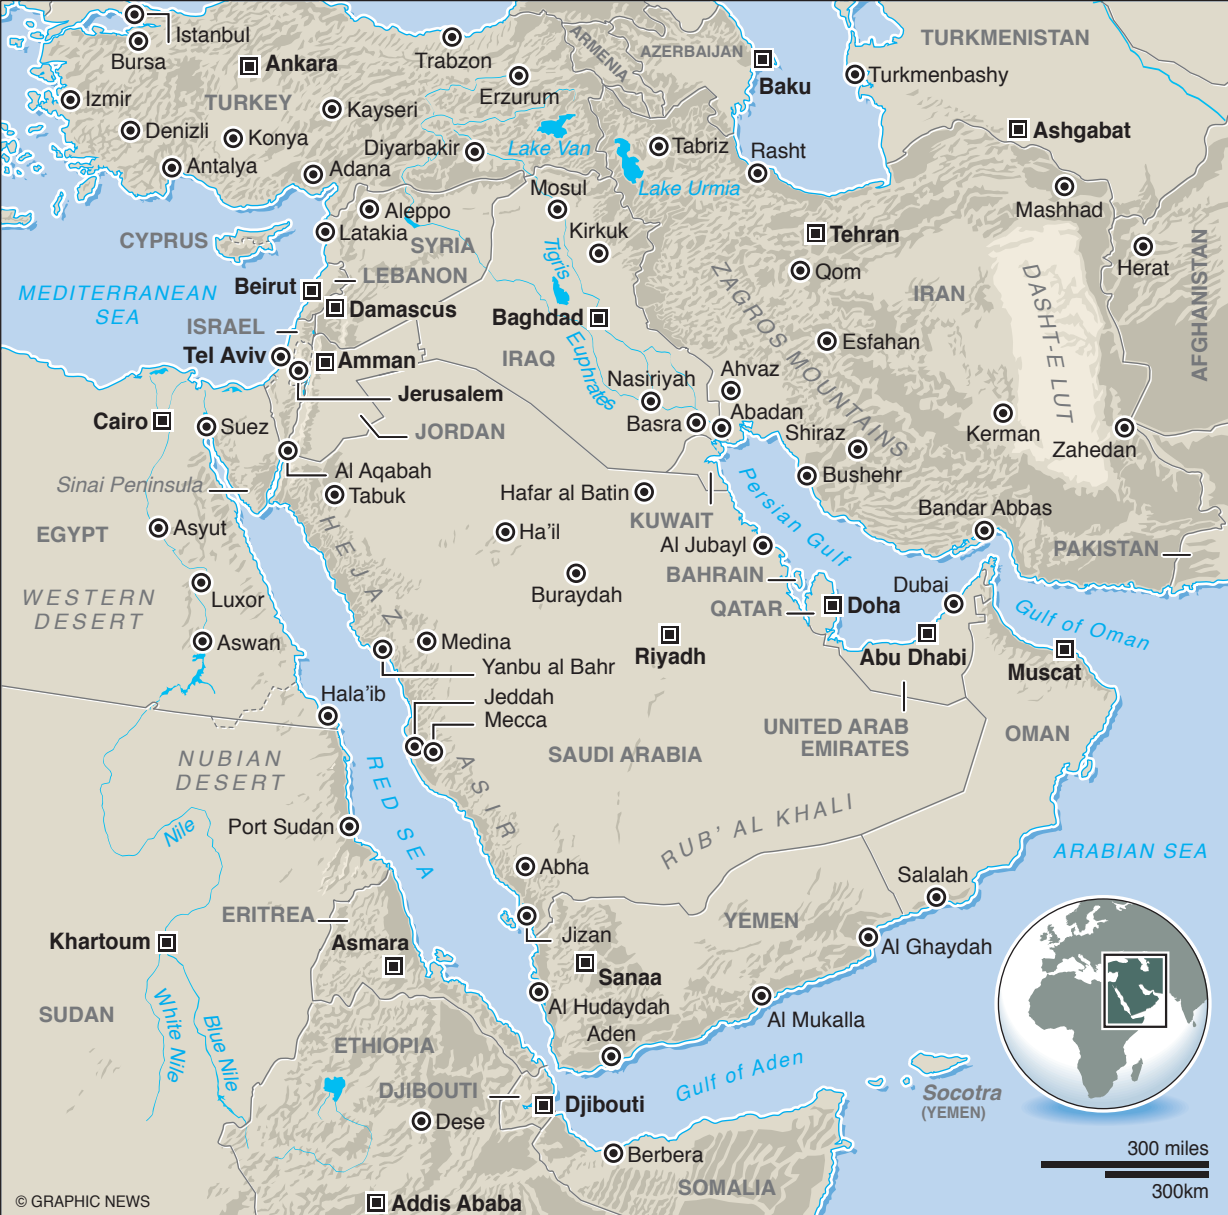 Istanbul
Bursa
Ankara
Trabzon
ARMENIA
AZERBAIJAN
Baku
TURKMENISTAN
Turkmenbashy
Izmir
TURKEY
Kayseri
Erzurum
Denizli
Konya
Diyarbakir
Lake Van
Tabriz
Rasht
Ashgabat
Antalya
Adana
Mosul
Lake Urmia
Mashhad
Aleppo
Latakia
CYPRUS
SYRIA
Kirkuk
Tehran
Herat
AFGHANISTAN
MEDITERRANEAN
SEA
Beirut
LEBANON
Tigris
Qom
ZAGROS MOUNTAINS
IRAN
DASHT-E LUT
Damascus
ISRAEL
Baghdad
Tel Aviv
Amman
IRAQ
Euphrates
Esfahan
Jerusalem
Nasiriyah
Ahvaz
Cairo
Suez
JORDAN
Basra
Abadan
Shiraz
Kerman
Zahedan
Al Aqabah
Sinai Peninsula
Tabuk
Hafar al Batin
Persian Gulf
Bushehr
EGYPT
Asyut
HEJAZ
Ha'il
KUWAIT
Bandar Abbas
Al Jubayl
PAKISTAN
BAHRAIN
WESTERN
DESERT
Luxor
Buraydah
QATAR
Doha
Dubai
Gulf of Oman
Aswan
Medina
Riyadh
Abu Dhabi
Muscat
Yanbu al Bahr
Hala'ib
Jeddah
Mecca
UNITED ARAB
EMIRATES
OMAN
NUBIAN
DESERT
RED SEA
ASIR
SAUDI ARABIA
RUB' AL KHALI
Nile
Port Sudan
ARABIAN SEA
Abha
Salalah
ERITREA
YEMEN
Khartoum
Asmara
Jizan
Al Ghaydah
Sanaa
SUDAN
White Nile
Blue Nile
Al Hudaydah
Al Mukalla
ETHIOPIA
Aden
Gulf of Aden
DJIBOUTI
Djibouti
Socotra
(YEMEN)
Dese
Berbera
300 miles
SOMALIA
300km
© GRAPHIC NEWS
Addis Ababa